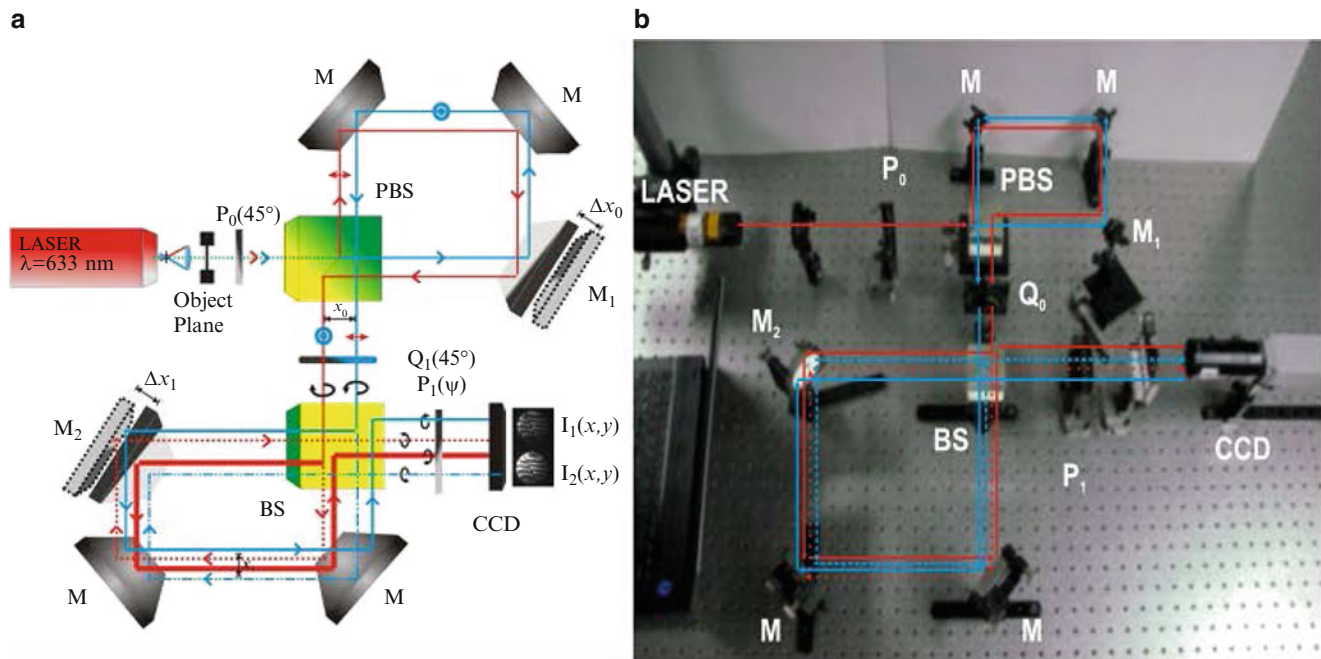 a
M
M
PBS
P0(45°)
Δx0
LASER
λ=633 nm
Object
Plane
M1
x0
Q1(45°)
P1(ψ)
Δx1
M2
I1(x,y)
I2(x,y)
BS
CCD
M
M
b
M
M
P0
PBS
LASER
M1
Q0
M2
BS
CCD
P1
M
M